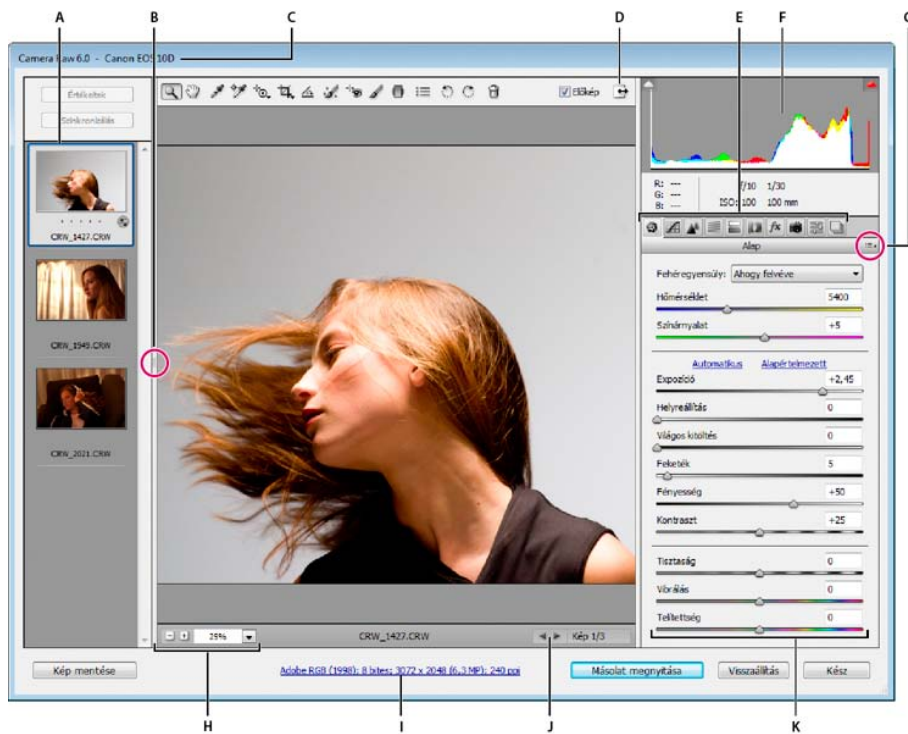 A
B
C
D
E
F
Camera Raw 6.0 - Canon EOS 10D
Értékelek
Szinkronizálás
Előkép
CRW_1427.CRW
CRW_1949.CRW
CRW_2021.CRW
R: ---
G: ---
B: ---
f/10 1/30
ISO: 100 100 mm
Alap
Fehéregyensúly: Ahogy felvéve
Hőmérséklet 5400
Színárnyalat +5
Automatikus Alapértelmezett
Expozíció +2,45
Helyreállítás 0
Világos kitöltés 0
Feketék 5
Fényesség +50
Kontraszt +25
Tisztaság 0
Vibrálás 0
Telítettség 0
CRW_1427.CRW
Kép 1/3
Kép mentése
Adobe RGB (1998); 8 bites; 3072 x 2048 (6,3 MP); 240 ppi
Másolat megnyitása
Visszaállítás
Kész
H
I
J
K